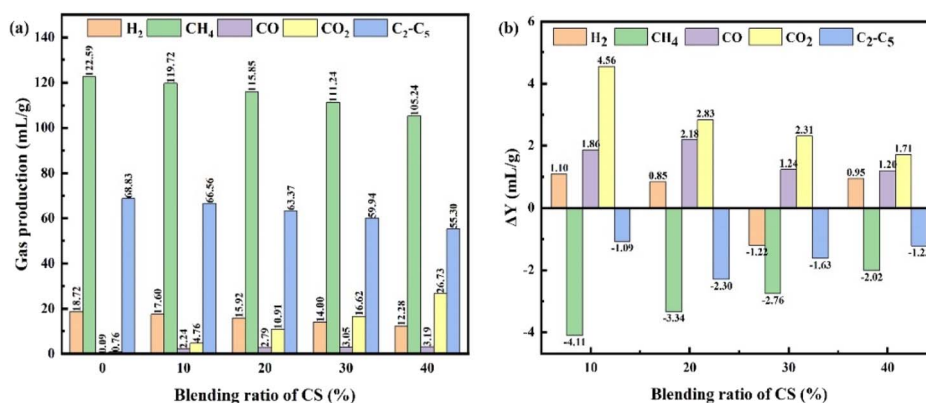 (a)
H₂ CH₄ CO CO₂ C₂-C₅
Gas production (mL/g)
140
120
100
80
60
40
20
0
18.72 122.59 0.09 0.76 68.83
17.60 119.72 2.24 4.76 66.56
15.92 115.85 2.79 10.91 63.37
14.00 111.24 3.05 16.62 59.94
12.28 105.24 3.19 26.73 55.30
0 10 20 30 40
Blending ratio of CS (%)
(b)
H₂ CH₄ CO CO₂ C₂-C₅
ΔY (mL/g)
6
4
2
0
-2
-4
1.10 -4.11 1.86 4.56 -1.09
0.85 -3.34 2.18 2.83 -2.30
-1.22 -2.76 1.24 2.31 -1.63
0.95 -2.02 1.20 1.71
10 20 30 40
Blending ratio of CS (%)